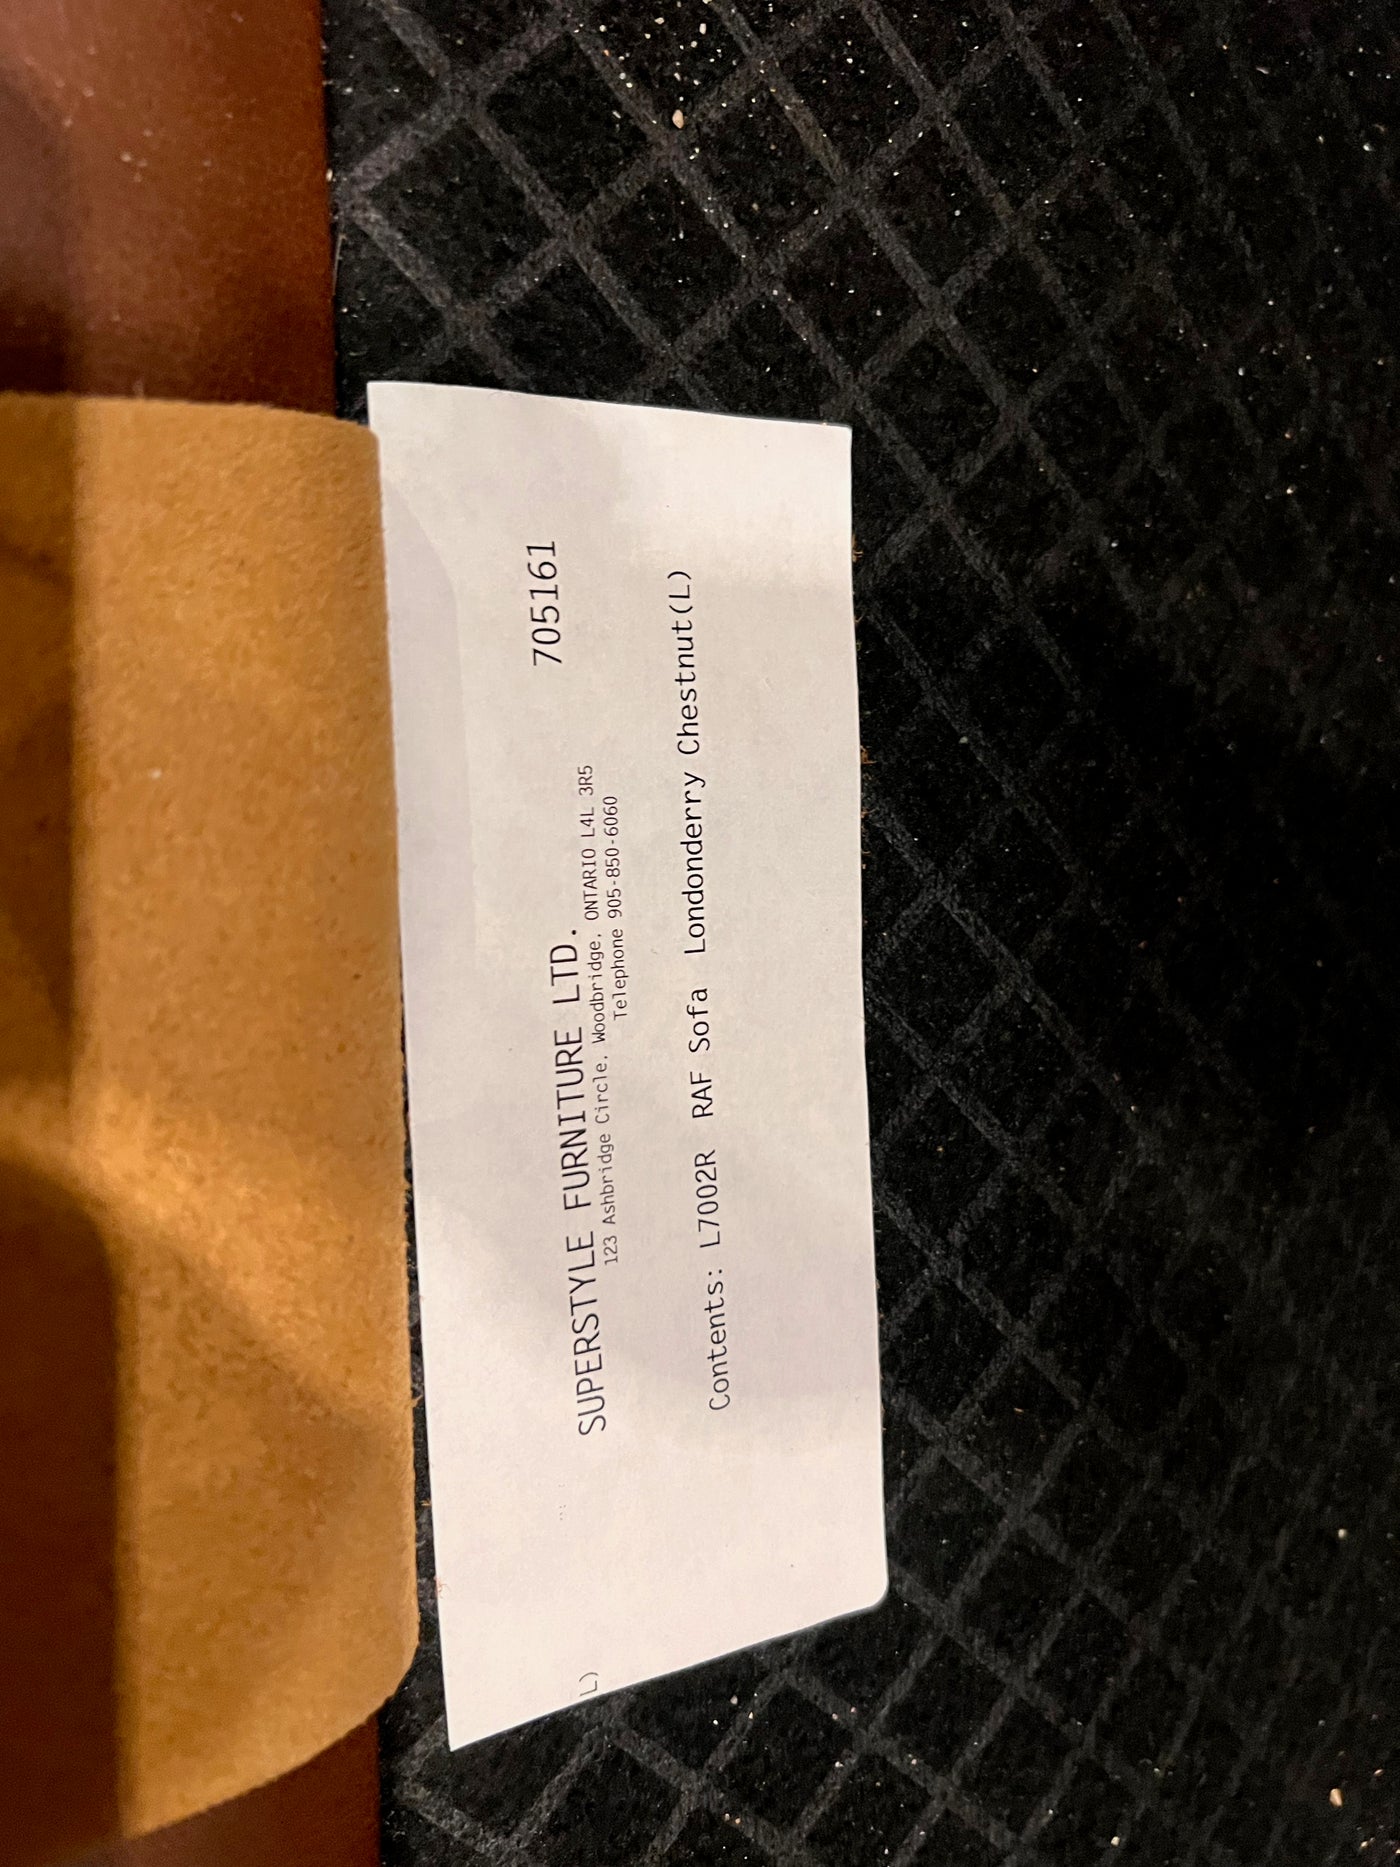 705161
SUPERSTYLE FURNITURE LTD.
123 Ashbridge Circle, Woodbridge, ONTARIO L4L 3R5
Telephone 905-850-6060
Contents: L7002R RAF Sofa Londonderry Chestnut(L)
L)